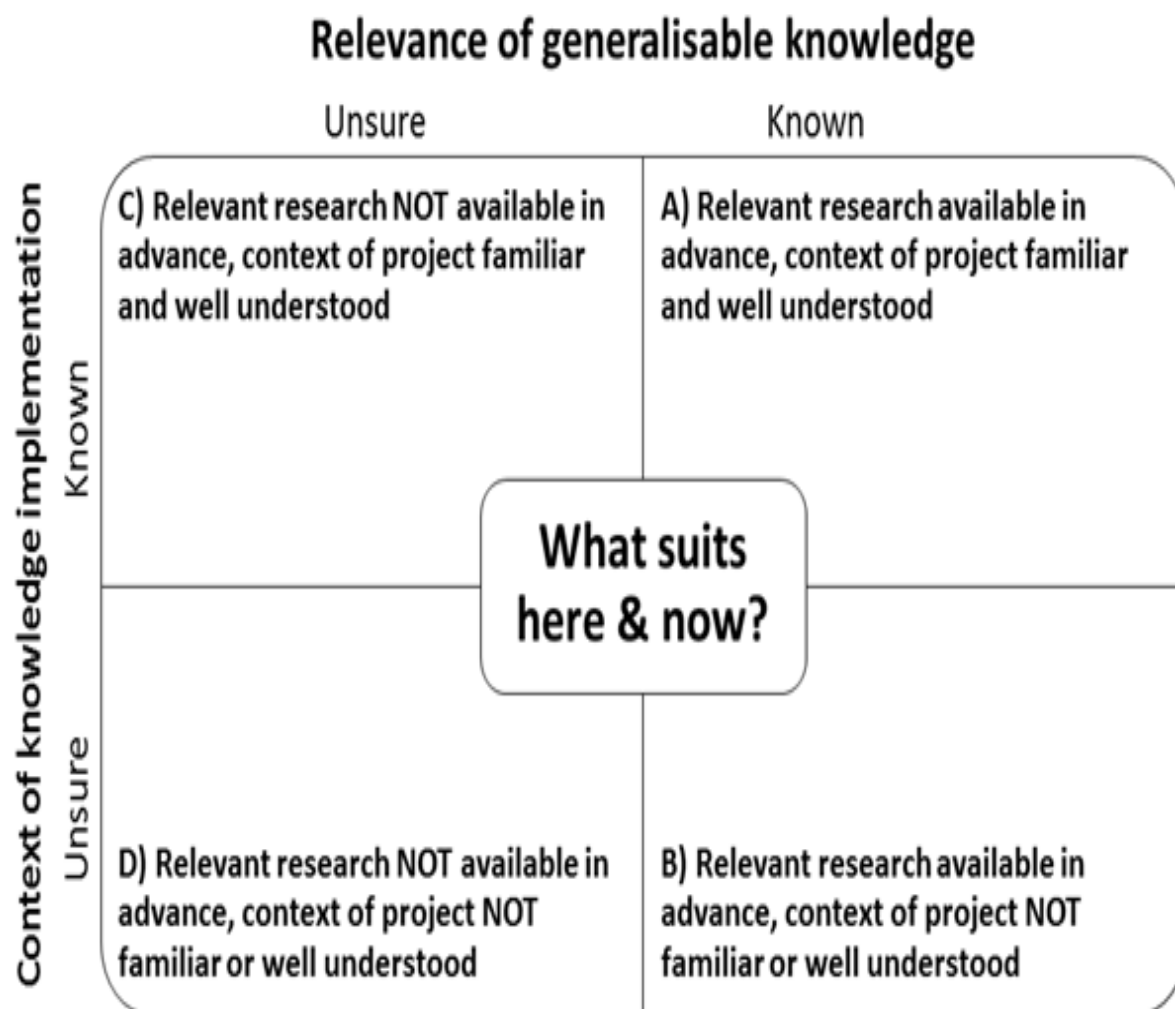 Relevance of generalisable knowledge
Unsure
Known
Context of knowledge implementation
Known
Unsure
C) Relevant research NOT available in
advance, context of project familiar
and well understood
A) Relevant research available in
advance, context of project familiar
and well understood
What suits
here & now?
D) Relevant research NOT available in
advance, context of project NOT
familiar or well understood
B) Relevant research available in
advance, context of project NOT
familiar or well understood